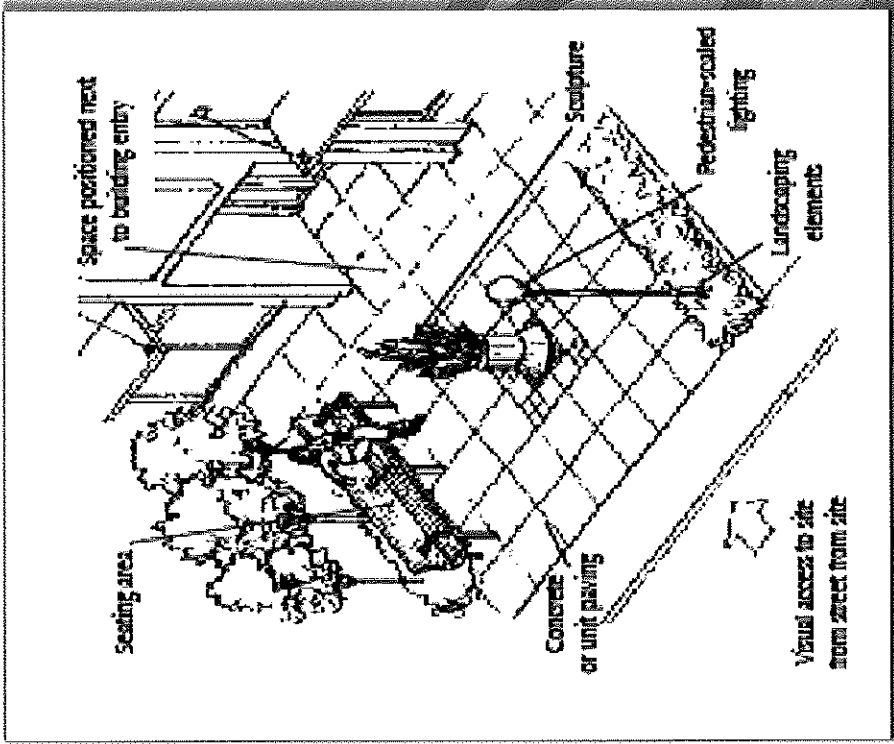 Space positioned next
to building entry
Sculpture
Pedestrian-scaled
lighting
Landscaping
elements
Seating area
Concrete
or unit paving
Visual access to site
from street from site